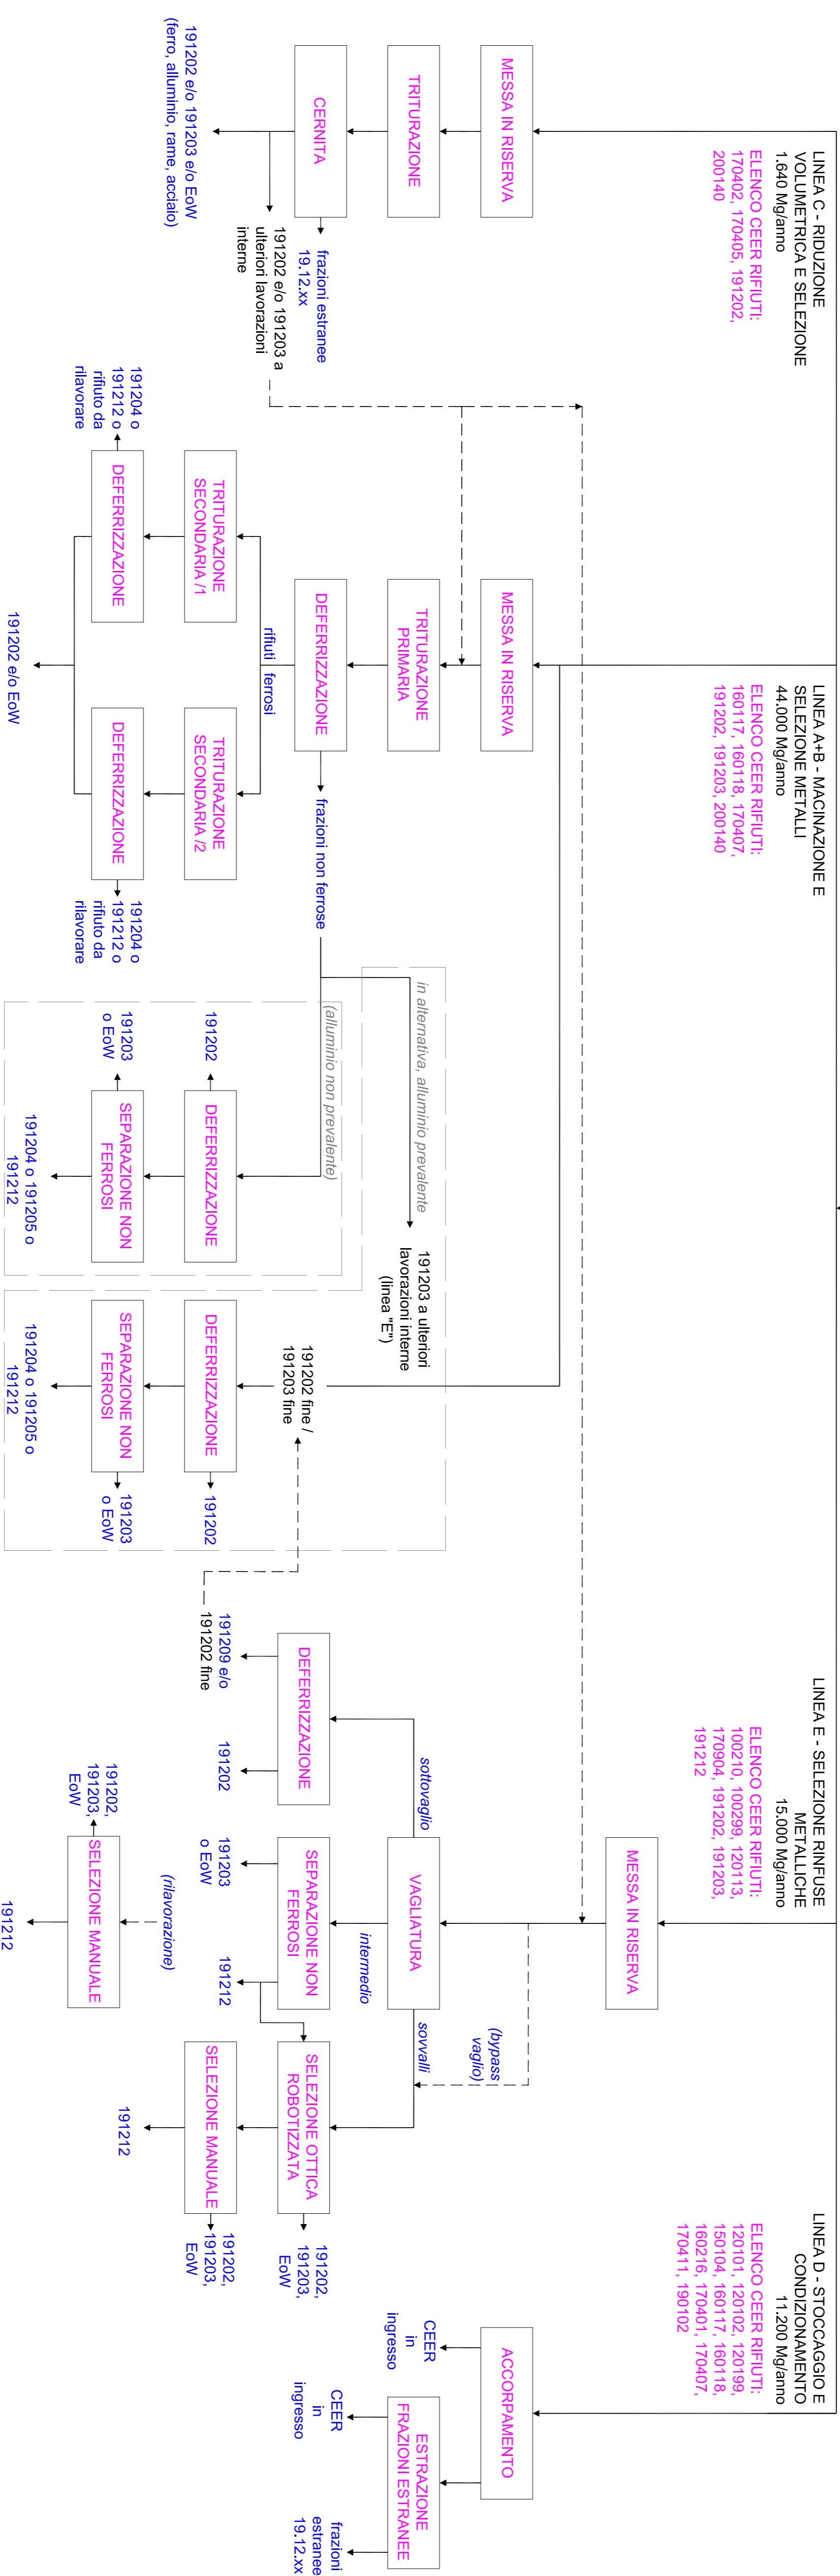 LINEA C - RIDUZIONE
VOLUMETRICA E SELEZIONE
1.640 Mg/anno
ELENCO CEER RIFIUTI:
170402, 170405, 191202,
200140
MESSA IN RISERVA
TRITURAZIONE
CERNITA
frazioni estranee
19.12.xx
191202 e/o 191203 a
ulteriori lavorazioni
interne
191202 e/o 191203 e/o EoW
(ferro, alluminio, rame, acciaio)
LINEA A+B - MACINAZIONE E
SELEZIONE METALLI
44.000 Mg/anno
ELENCO CEER RIFIUTI:
160117, 160118, 170407,
191202, 191203, 200140
MESSA IN RISERVA
TRITURAZIONE
PRIMARIA
DEFERRIZZAZIONE
frazioni non ferrose
rifiuti ferrosi
TRITURAZIONE
SECONDARIA /1
TRITURAZIONE
SECONDARIA /2
DEFERRIZZAZIONE
DEFERRIZZAZIONE
191204 o
191212 o
rifiuto da
rilavorare
191204 o
191212 o
rifiuto da
rilavorare
191202 e/o EoW
in alternativa, alluminio prevalente
191203 a ulteriori
lavorazioni interne
(linea "E")
(alluminio non prevalente)
DEFERRIZZAZIONE
191202
SEPARAZIONE NON
FERROSI
191203
o EoW
191204 o 191205 o
191212
191202 fine /
191203 fine
DEFERRIZZAZIONE
191202
SEPARAZIONE NON
FERROSI
191203
o EoW
191204 o 191205 o
191212
LINEA E - SELEZIONE RINFUSE
METALLICHE
15.000 Mg/anno
ELENCO CEER RIFIUTI:
100210, 100299, 120113,
170904, 191202, 191203,
191212
MESSA IN RISERVA
(bypass
vaglio)
VAGLIATURA
sottovaglio
intermedio
sovvalli
DEFERRIZZAZIONE
191209 e/o
191202 fine
191202
SEPARAZIONE NON
FERROSI
191203
o EoW
191212
SELEZIONE OTTICA
ROBOTIZZATA
191202,
191203,
EoW
SELEZIONE MANUALE
191202,
191203,
EoW
191212
(rilavorazione)
SELEZIONE MANUALE
191202,
191203,
EoW
191212
LINEA D - STOCCAGGIO E
CONDIZIONAMENTO
11.200 Mg/anno
ELENCO CEER RIFIUTI:
120101, 120102, 120199,
150104, 160117, 160118,
160216, 170401, 170407,
170411, 190102
ACCORPAMENTO
CEER
in
ingresso
ESTRAZIONE
FRAZIONI ESTRANEE
CEER
in
ingresso
frazioni
estranee
19.12.xx